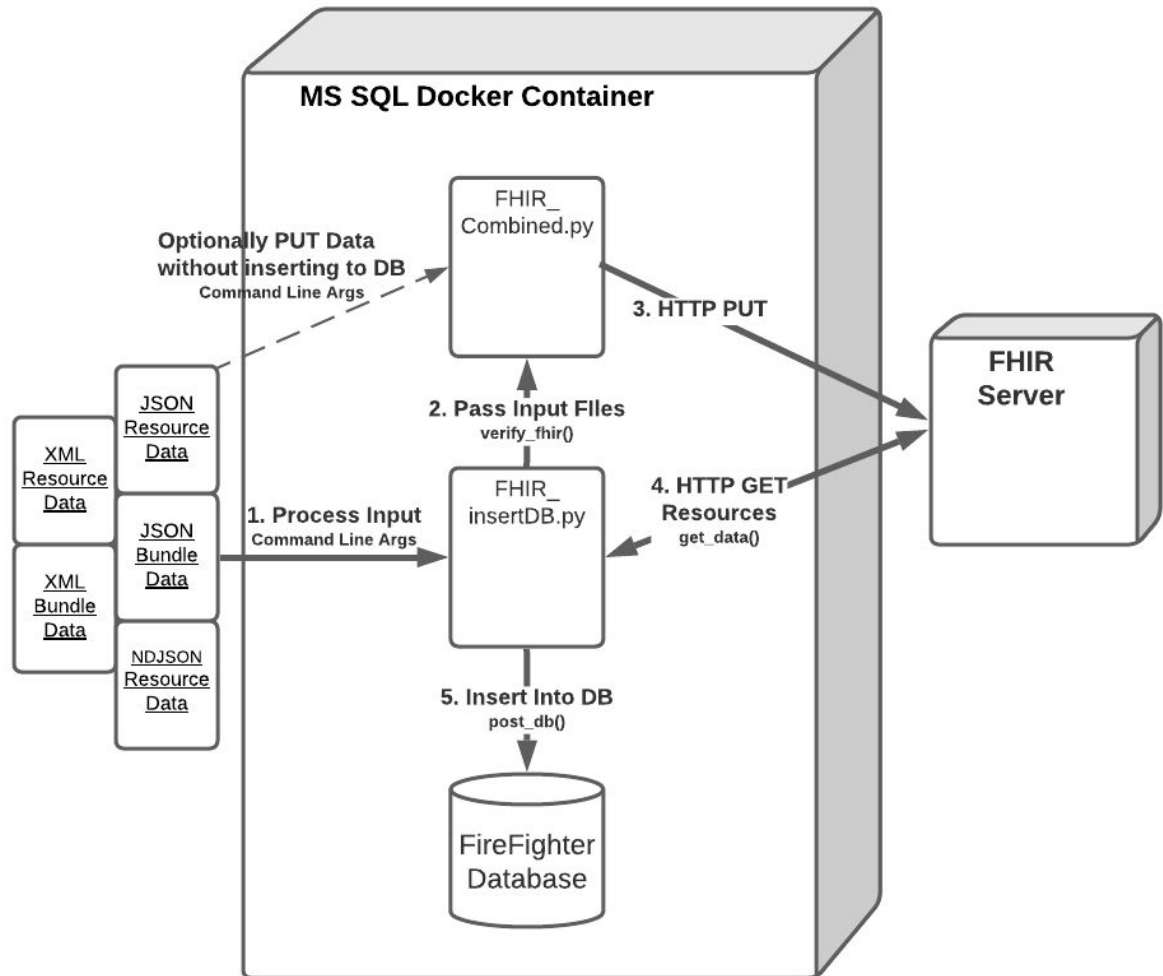 MS SQL Docker Container
FHIR_
Combined.py
Optionally PUT Data
without inserting to DB
Command Line Args
3. HTTP PUT
FHIR
Server
JSON
Resource
Data
XML
Resource
Data
2. Pass Input FIles
verify_fhir()
FHIR_
insertDB.py
4. HTTP GET
Resources
get_data()
1. Process Input
Command Line Args
JSON
Bundle
Data
XML
Bundle
Data
NDJSON
Resource
Data
5. Insert Into DB
post_db()
FireFighter
Database